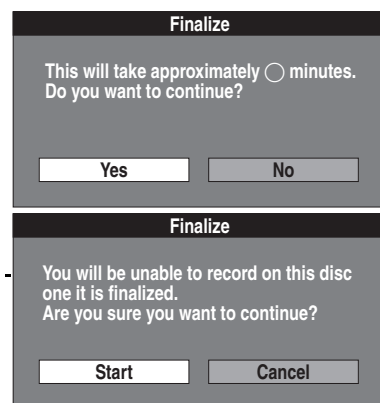 Finalize
This will take approximately ◯ minutes.
Do you want to continue?
Yes No
Finalize
You will be unable to record on this disc
one it is finalized.
Are you sure you want to continue?
Start Cancel